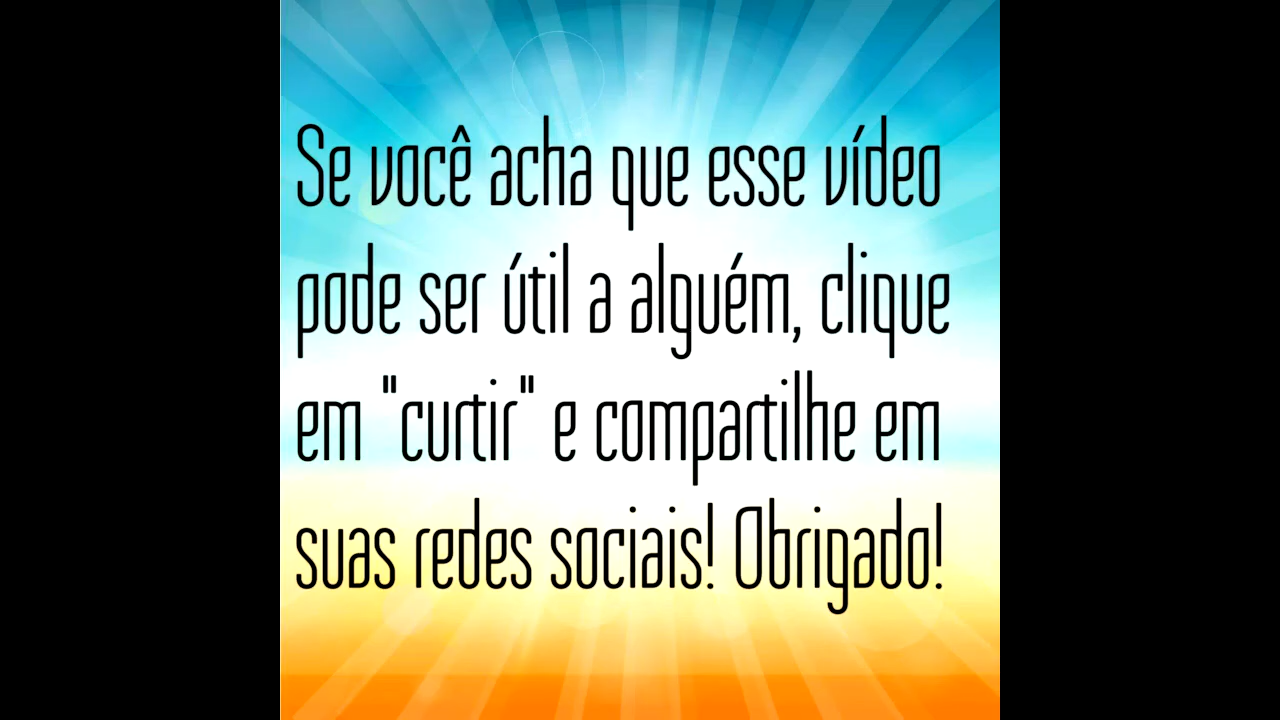 Se você acha que esse vídeo
pode ser útil a alguém, clique
em "curtir" e compartilhe em
suas redes sociais! Obrigado!